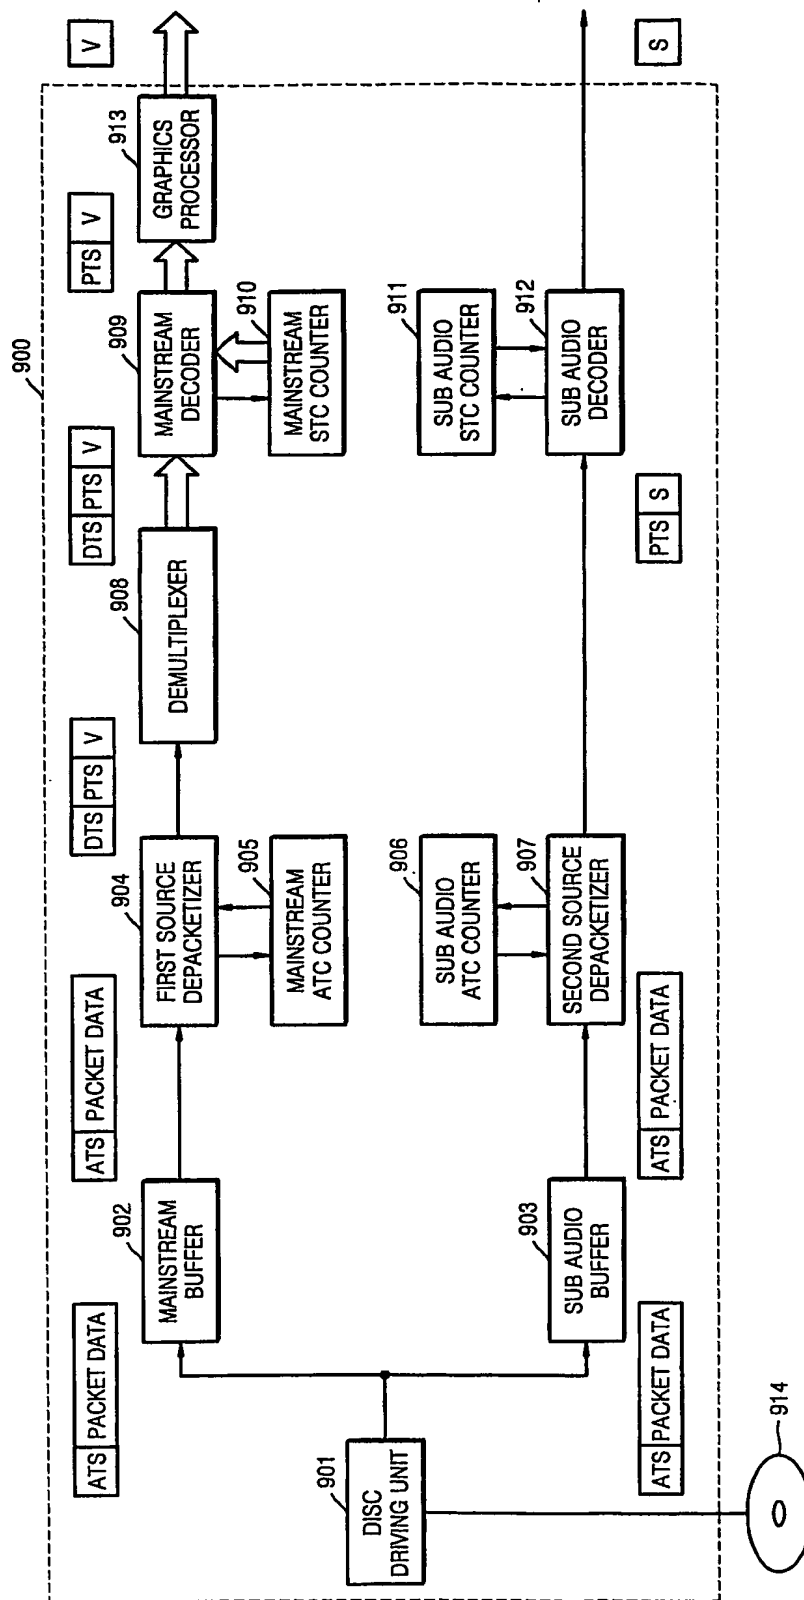 900
V
PTS V
DTS PTS V
DTS PTS V
ATS PACKET DATA
ATS PACKET DATA
913
GRAPHICS
PROCESSOR
909
MAINSTREAM
DECODER
910
MAINSTREAM
STC COUNTER
908
DEMULTIPLEXER
904
FIRST SOURCE
DEPACKETIZER
905
MAINSTREAM
ATC COUNTER
902
MAINSTREAM
BUFFER
901
DISC
DRIVING UNIT
911
SUB AUDIO
STC COUNTER
912
SUB AUDIO
DECODER
906
SUB AUDIO
ATC COUNTER
907
SECOND SOURCE
DEPACKETIZER
903
SUB AUDIO
BUFFER
S
PTS S
ATS PACKET DATA
ATS PACKET DATA
914